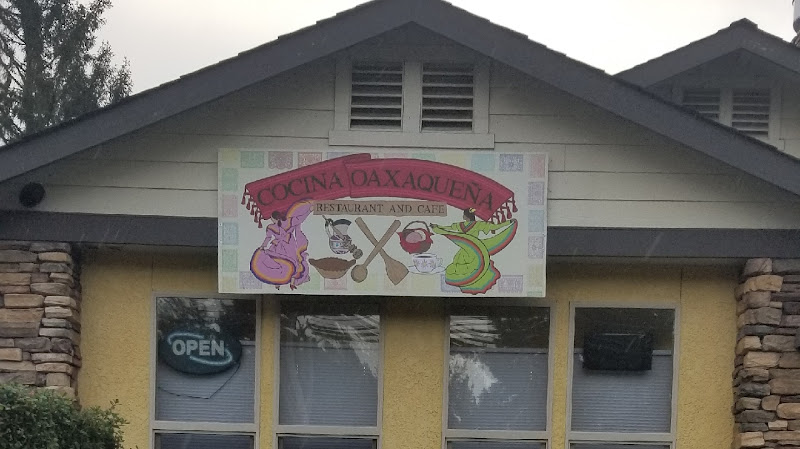 COCINA OAXAQUEÑA
RESTAURANT AND CAFE
OPEN